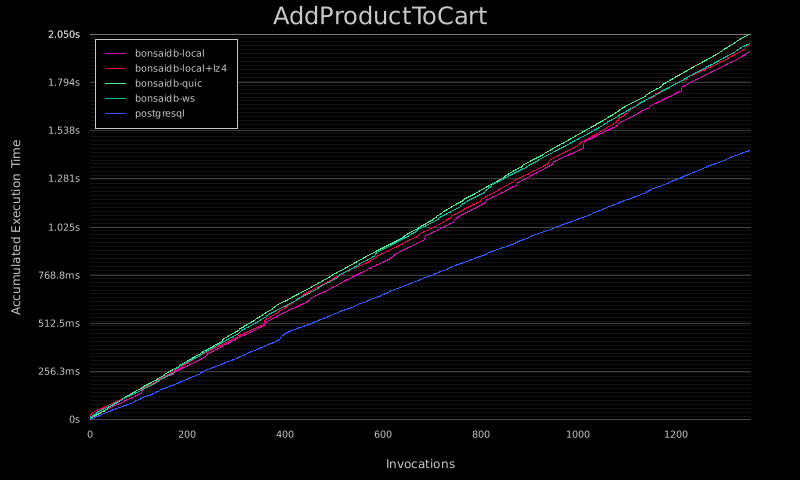 AddProductToCart
2.050s
1.794s
1.538s
1.281s
1.025s
768.8ms
512.5ms
256.3ms
0s
Accumulated Execution Time
bonsaidb-local
bonsaidb-local+lz4
bonsaidb-quic
bonsaidb-ws
postgresql
0 200 400 600 800 1000 1200
Invocations